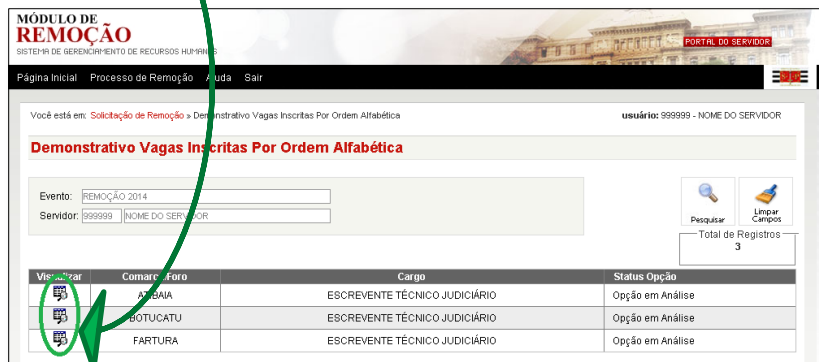 MÓDULO DE
REMOÇÃO
SISTEMA DE GERENCIAMENTO DE RECURSOS HUMANOS
PORTAL DO SERVIDOR
Página Inicial Processo de Remoção Ajuda Sair
Você está em: Solicitação de Remoção » Demonstrativo Vagas Inscritas Por Ordem Alfabética usuário: 999999 - NOME DO SERVIDOR
Demonstrativo Vagas Inscritas Por Ordem Alfabética
Evento: REMOÇÃO 2014
Servidor: 999999 NOME DO SERVIDOR
Pesquisar
Limpar
Campos
Total de Registros
3
Visualizar Comarca/Foro Cargo Status Opção
ATIBAIA ESCREVENTE TÉCNICO JUDICIÁRIO Opção em Análise
BOTUCATU ESCREVENTE TÉCNICO JUDICIÁRIO Opção em Análise
FARTURA ESCREVENTE TÉCNICO JUDICIÁRIO Opção em Análise